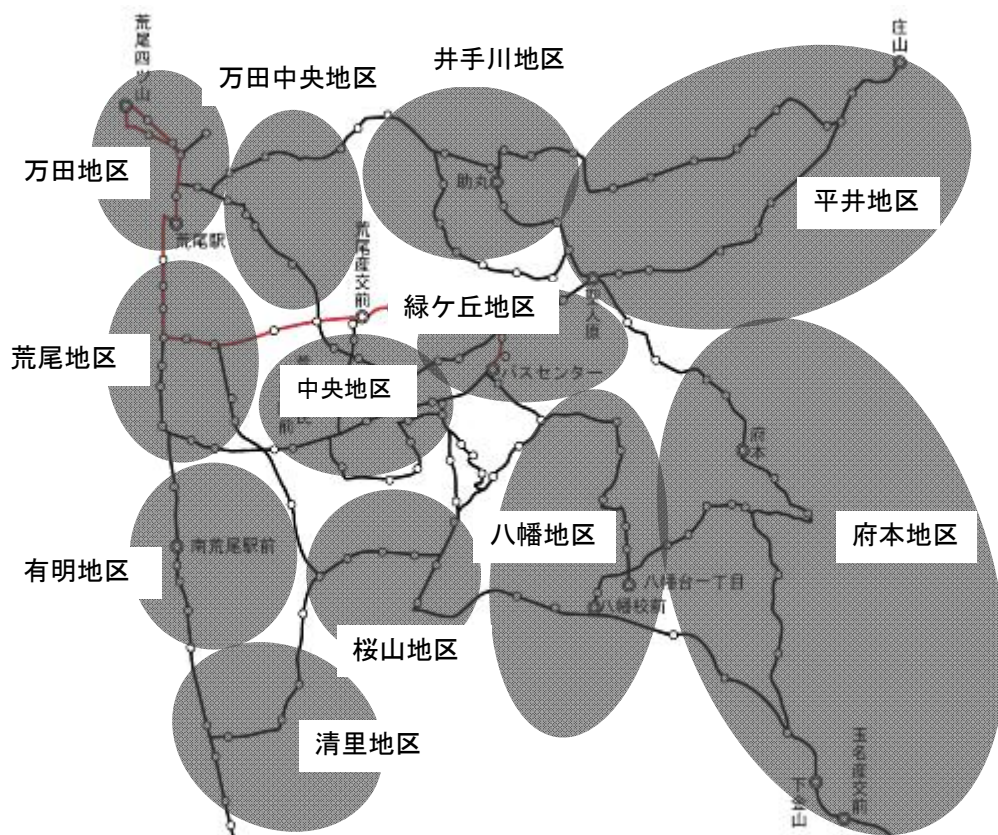 荒尾四ツ山
庄山
井手川地区
万田中央地区
万田地区
助丸
平井地区
荒尾駅
荒尾産交前
緑ケ丘地区
荒尾地区
バスセンター
中央地区
前
府本
八幡地区
府本地区
南荒尾駅前
有明地区
八幡台一丁目
八幡校前
桜山地区
清里地区
玉名産交前
下金山